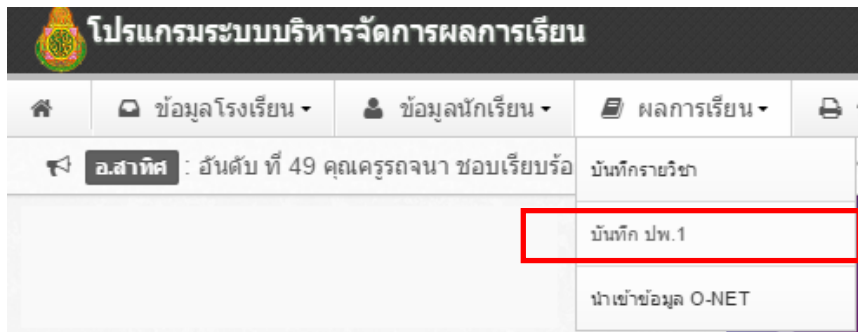 โปรแกรมระบบบริหารจัดการผลการเรียน
ข้อมูลโรงเรียน ข้อมูลนักเรียน ผลการเรียน
อ.สาทิศ : อันดับ ที่ 49 คุณครูรถจนา ชอบเรียบร้อ
บันทึกรายวิชา
บันทึก ปพ.1
นำเข้าข้อมูล O-NET